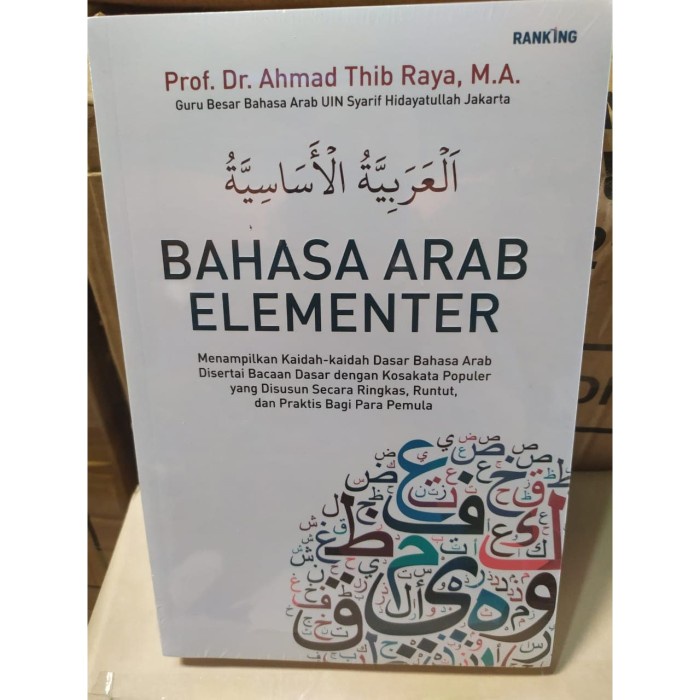 RANKING
Prof. Dr. Ahmad Thib Raya, M.A.
Guru Besar Bahasa Arab UIN Syarif Hidayatullah Jakarta
اَلْعَرَبِيَّةُ الْأَسَاسِيَّةُ
BAHASA ARAB
ELEMENTER
Menampilkan Kaidah-kaidah Dasar Bahasa Arab
Disertai Bacaan Dasar dengan Kosakata Populer
yang Disusun Secara Ringkas, Runtut,
dan Praktis Bagi Para Pemula